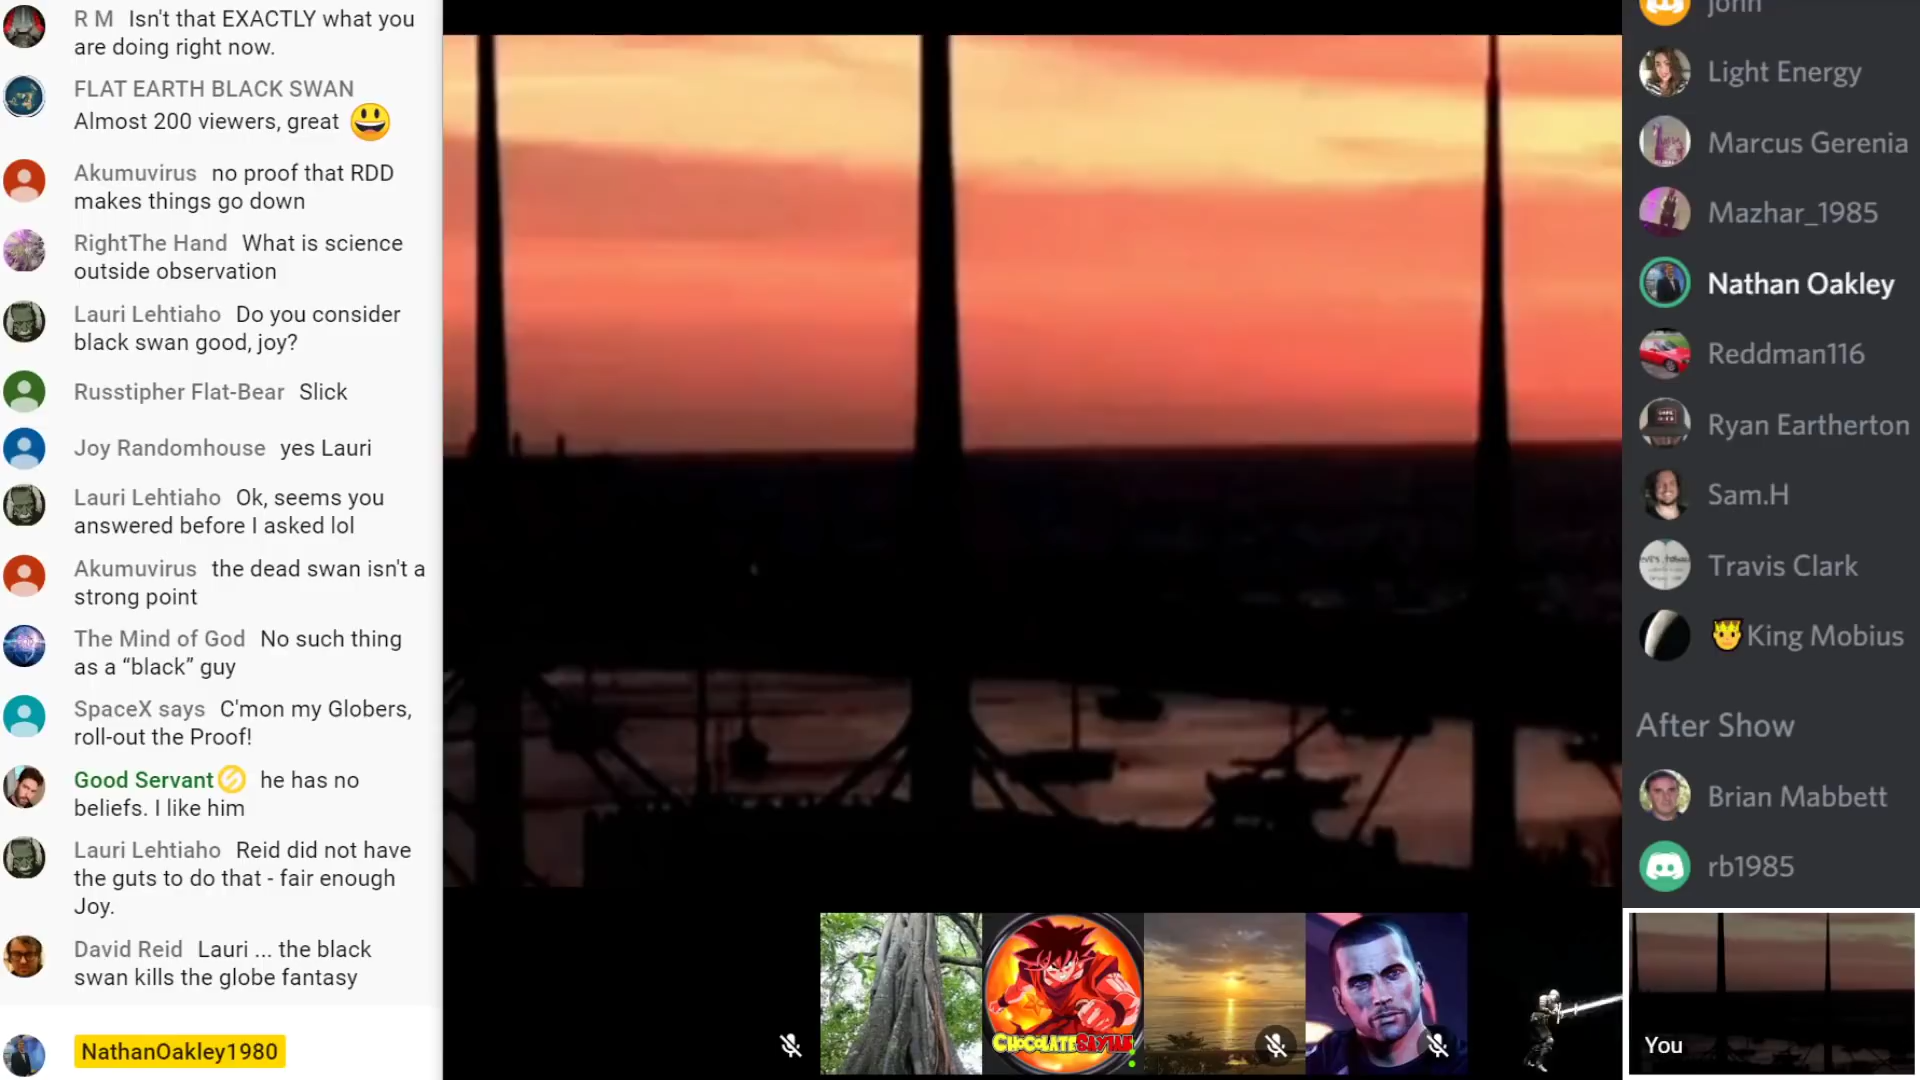 R M Isn't that EXACTLY what you
are doing right now.
FLAT EARTH BLACK SWAN
Almost 200 viewers, great 😃
Akumuvirus no proof that RDD
makes things go down
RightThe Hand What is science
outside observation
Lauri Lehtiaho Do you consider
black swan good, joy?
Russtipher Flat-Bear Slick
Joy Randomhouse yes Lauri
Lauri Lehtiaho Ok, seems you
answered before I asked lol
Akumuvirus the dead swan isn't a
strong point
The Mind of God No such thing
as a “black” guy
SpaceX says C'mon my Globers,
roll-out the Proof!
Good Servant he has no
beliefs. I like him
Lauri Lehtiaho Reid did not have
the guts to do that - fair enough
Joy.
David Reid Lauri ... the black
swan kills the globe fantasy
NathanOakley1980
CHOCOLATE SAYIAN
john
Light Energy
Marcus Gerenia
Mazhar_1985
Nathan Oakley
Reddman116
Ryan Eartherton
Sam.H
Travis Clark
King Mobius
After Show
Brian Mabbett
rb1985
You